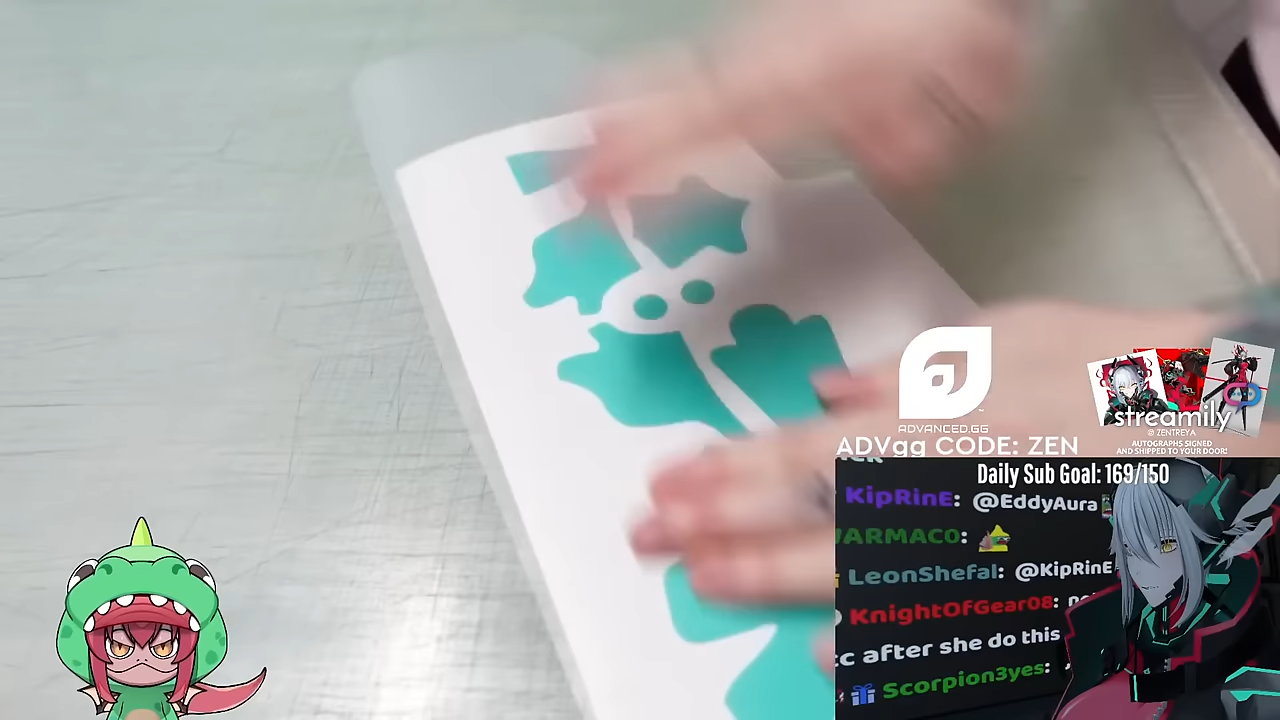 ADVANCED.GG
ADVgg CODE: ZEN
streamily
@ ZENTREYA
AUTOGRAPHS SIGNED
AND SHIPPED TO YOUR DOOR!
Daily Sub Goal: 169/150
KipRinE: @EddyAura
JARMACO:
LeonShefal: @KipRinE
KnightOfGear08:
after she do this
Scorpion3yes: